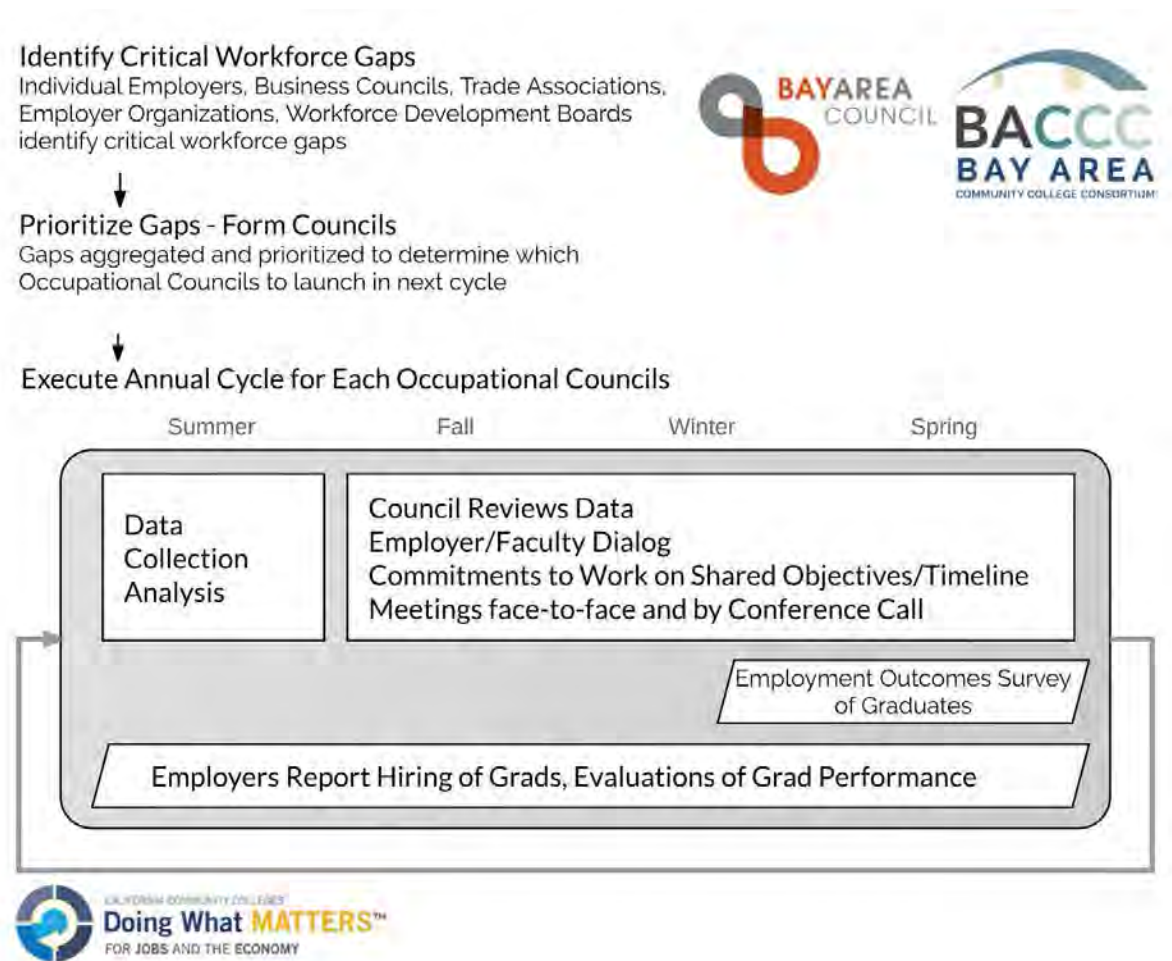 Identify Critical Workforce Gaps
Individual Employers, Business Councils, Trade Associations,
Employer Organizations, Workforce Development Boards
identify critical workforce gaps
BAYAREA
COUNCIL
BACCC
BAY AREA
COMMUNITY COLLEGE CONSORTIUM
Prioritize Gaps - Form Councils
Gaps aggregated and prioritized to determine which
Occupational Councils to launch in next cycle
Execute Annual Cycle for Each Occupational Councils
Summer Fall Winter Spring
Data
Collection
Analysis
Council Reviews Data
Employer/Faculty Dialog
Commitments to Work on Shared Objectives/Timeline
Meetings face-to-face and by Conference Call
Employment Outcomes Survey
of Graduates
Employers Report Hiring of Grads, Evaluations of Grad Performance
CALIFORNIA COMMUNITY COLLEGES
Doing What MATTERS™
FOR JOBS AND THE ECONOMY